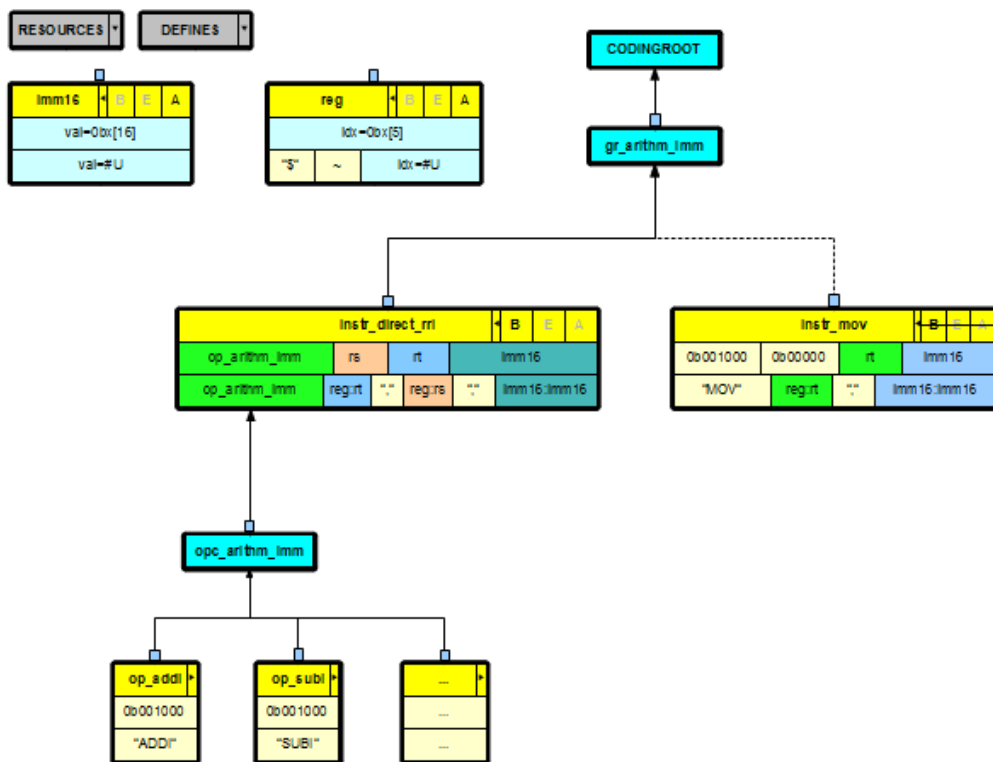 RESOURCES DEFINES
CODINGROOT
imm16 B E A
val=0bx[16]
val=#U
reg B E A
idx=0bx[5]
"$" ~ idx=#U
gr_arithm_imm
instr_direct_rri B E A
op_arithm_imm rs rt imm16
op_arithm_imm reg:rt "," reg:rs "," imm16:imm16
instr_mov B E A
0b001000 0b00000 rt imm16
"MOV" reg:rt "," imm16:imm16
opc_arithm_imm
op_addi op_subi ...
0b001000 0b001000 ...
"ADDI" "SUBI" ...